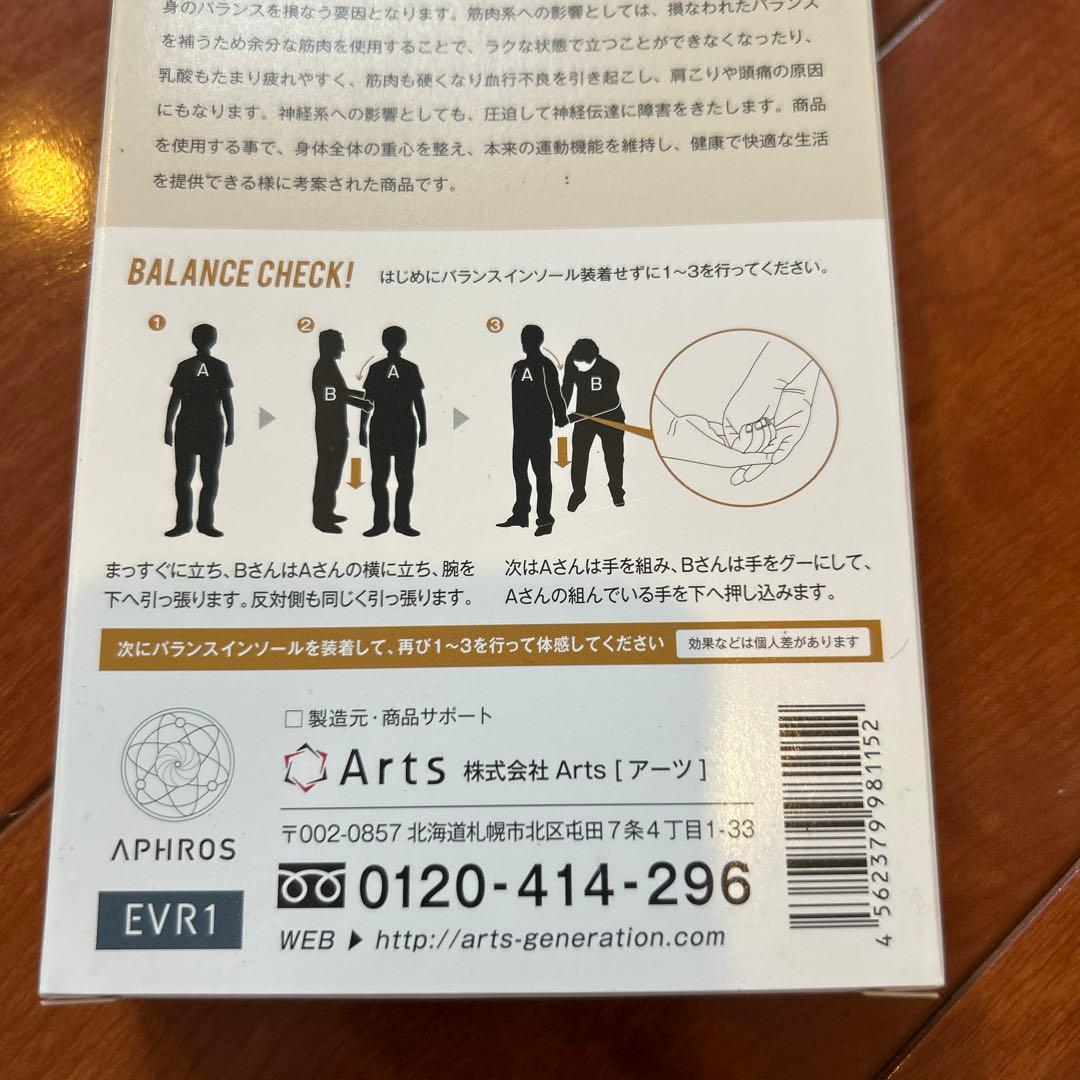 身のバランスを損なう要因となります。筋肉系への影響としては、損なわれたバランス
を補うため余分な筋肉を使用することで、ラクな状態で立つことができなくなったり、
乳酸もたまり疲れやすく、筋肉も硬くなり血行不良を引き起こし、肩こりや頭痛の原因
にもなります。神経系への影響としても、圧迫して神経伝達に障害をきたします。商品
を使用する事で、身体全体の重心を整え、本来の運動機能を維持し、健康で快適な生活
を提供できる様に考案された商品です。
BALANCE CHECK! はじめにバランスインソール装着せずに1~3を行ってください。
1 2 3
A B A A B
まっすぐに立ち、BさんはAさんの横に立ち、腕を
下へ引っ張ります。反対側も同じく引っ張ります。
次はAさんは手を組み、Bさんは手をグーにして、
Aさんの組んでいる手を下へ押し込みます。
次にバランスインソールを装着して、再び1~3を行って体感してください 効果などは個人差があります
APHROS
EVR1
□製造元・商品サポート
Arts 株式会社 Arts [ アーツ ]
〒002-0857 北海道札幌市北区屯田7条4丁目1-33
0120-414-296
WEB ▶ http://arts-generation.com
4 562379 981152